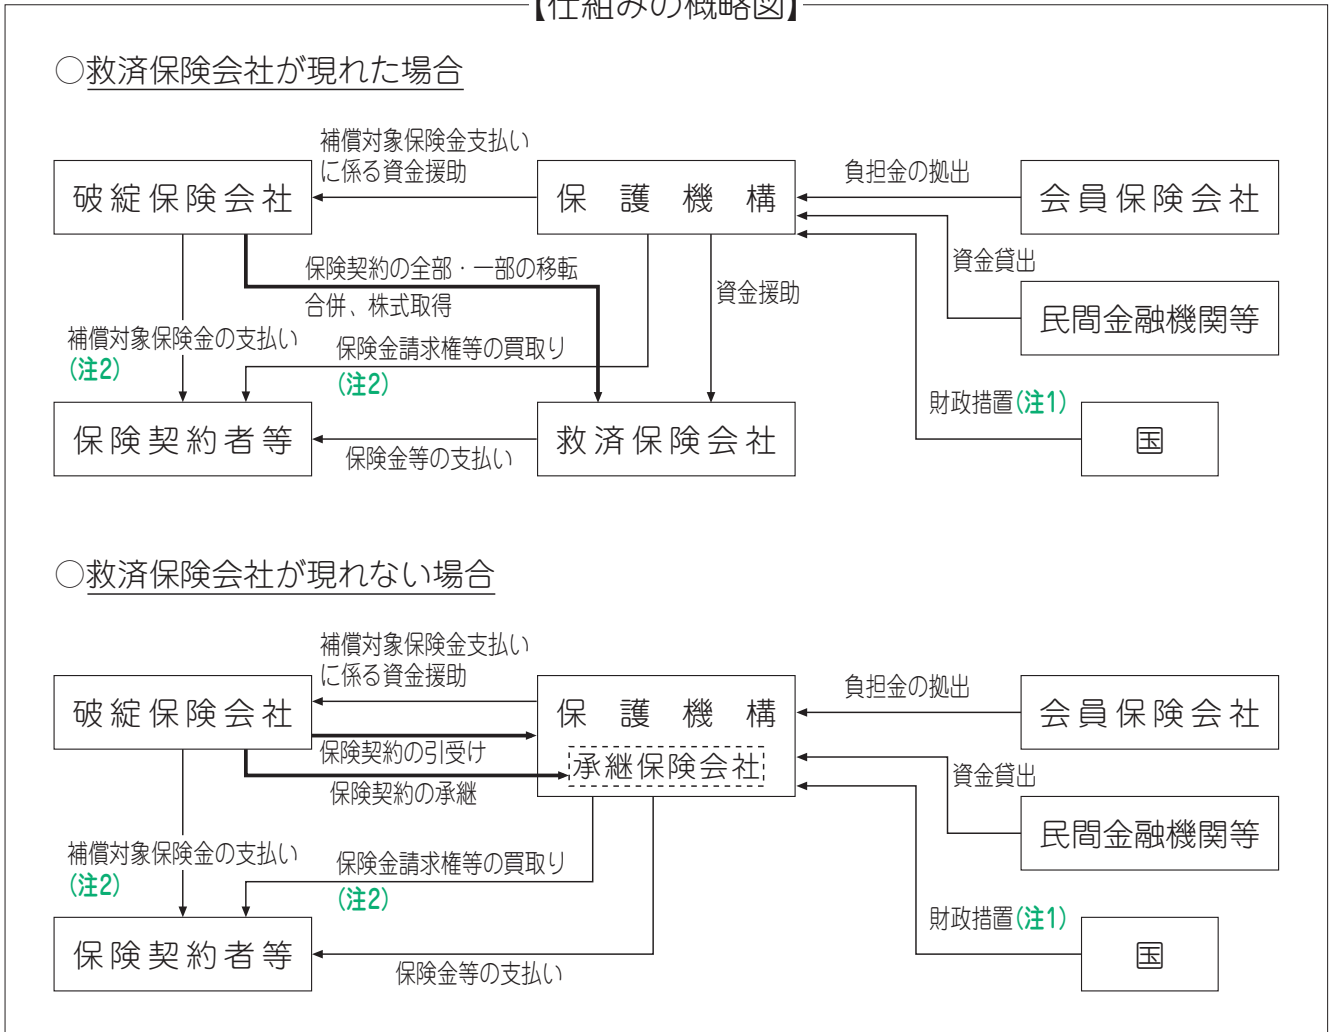 【仕組みの概略図】
○救済保険会社が現れた場合
補償対象保険金支払い
に係る資金援助
負担金の拠出
破綻保険会社
保護機構
会員保険会社
資金貸出
保険契約の全部・一部の移転
合併、株式取得
資金援助
民間金融機関等
補償対象保険金の支払い
(注2)
保険金請求権等の買取り
(注2)
財政措置(注1)
保険契約者等
救済保険会社
国
保険金等の支払い
○救済保険会社が現れない場合
補償対象保険金支払い
に係る資金援助
負担金の拠出
破綻保険会社
保護機構
会員保険会社
保険契約の引受け
承継保険会社
保険契約の承継
資金貸出
民間金融機関等
補償対象保険金の支払い
(注2)
保険金請求権等の買取り
(注2)
財政措置(注1)
保険契約者等
国
保険金等の支払い